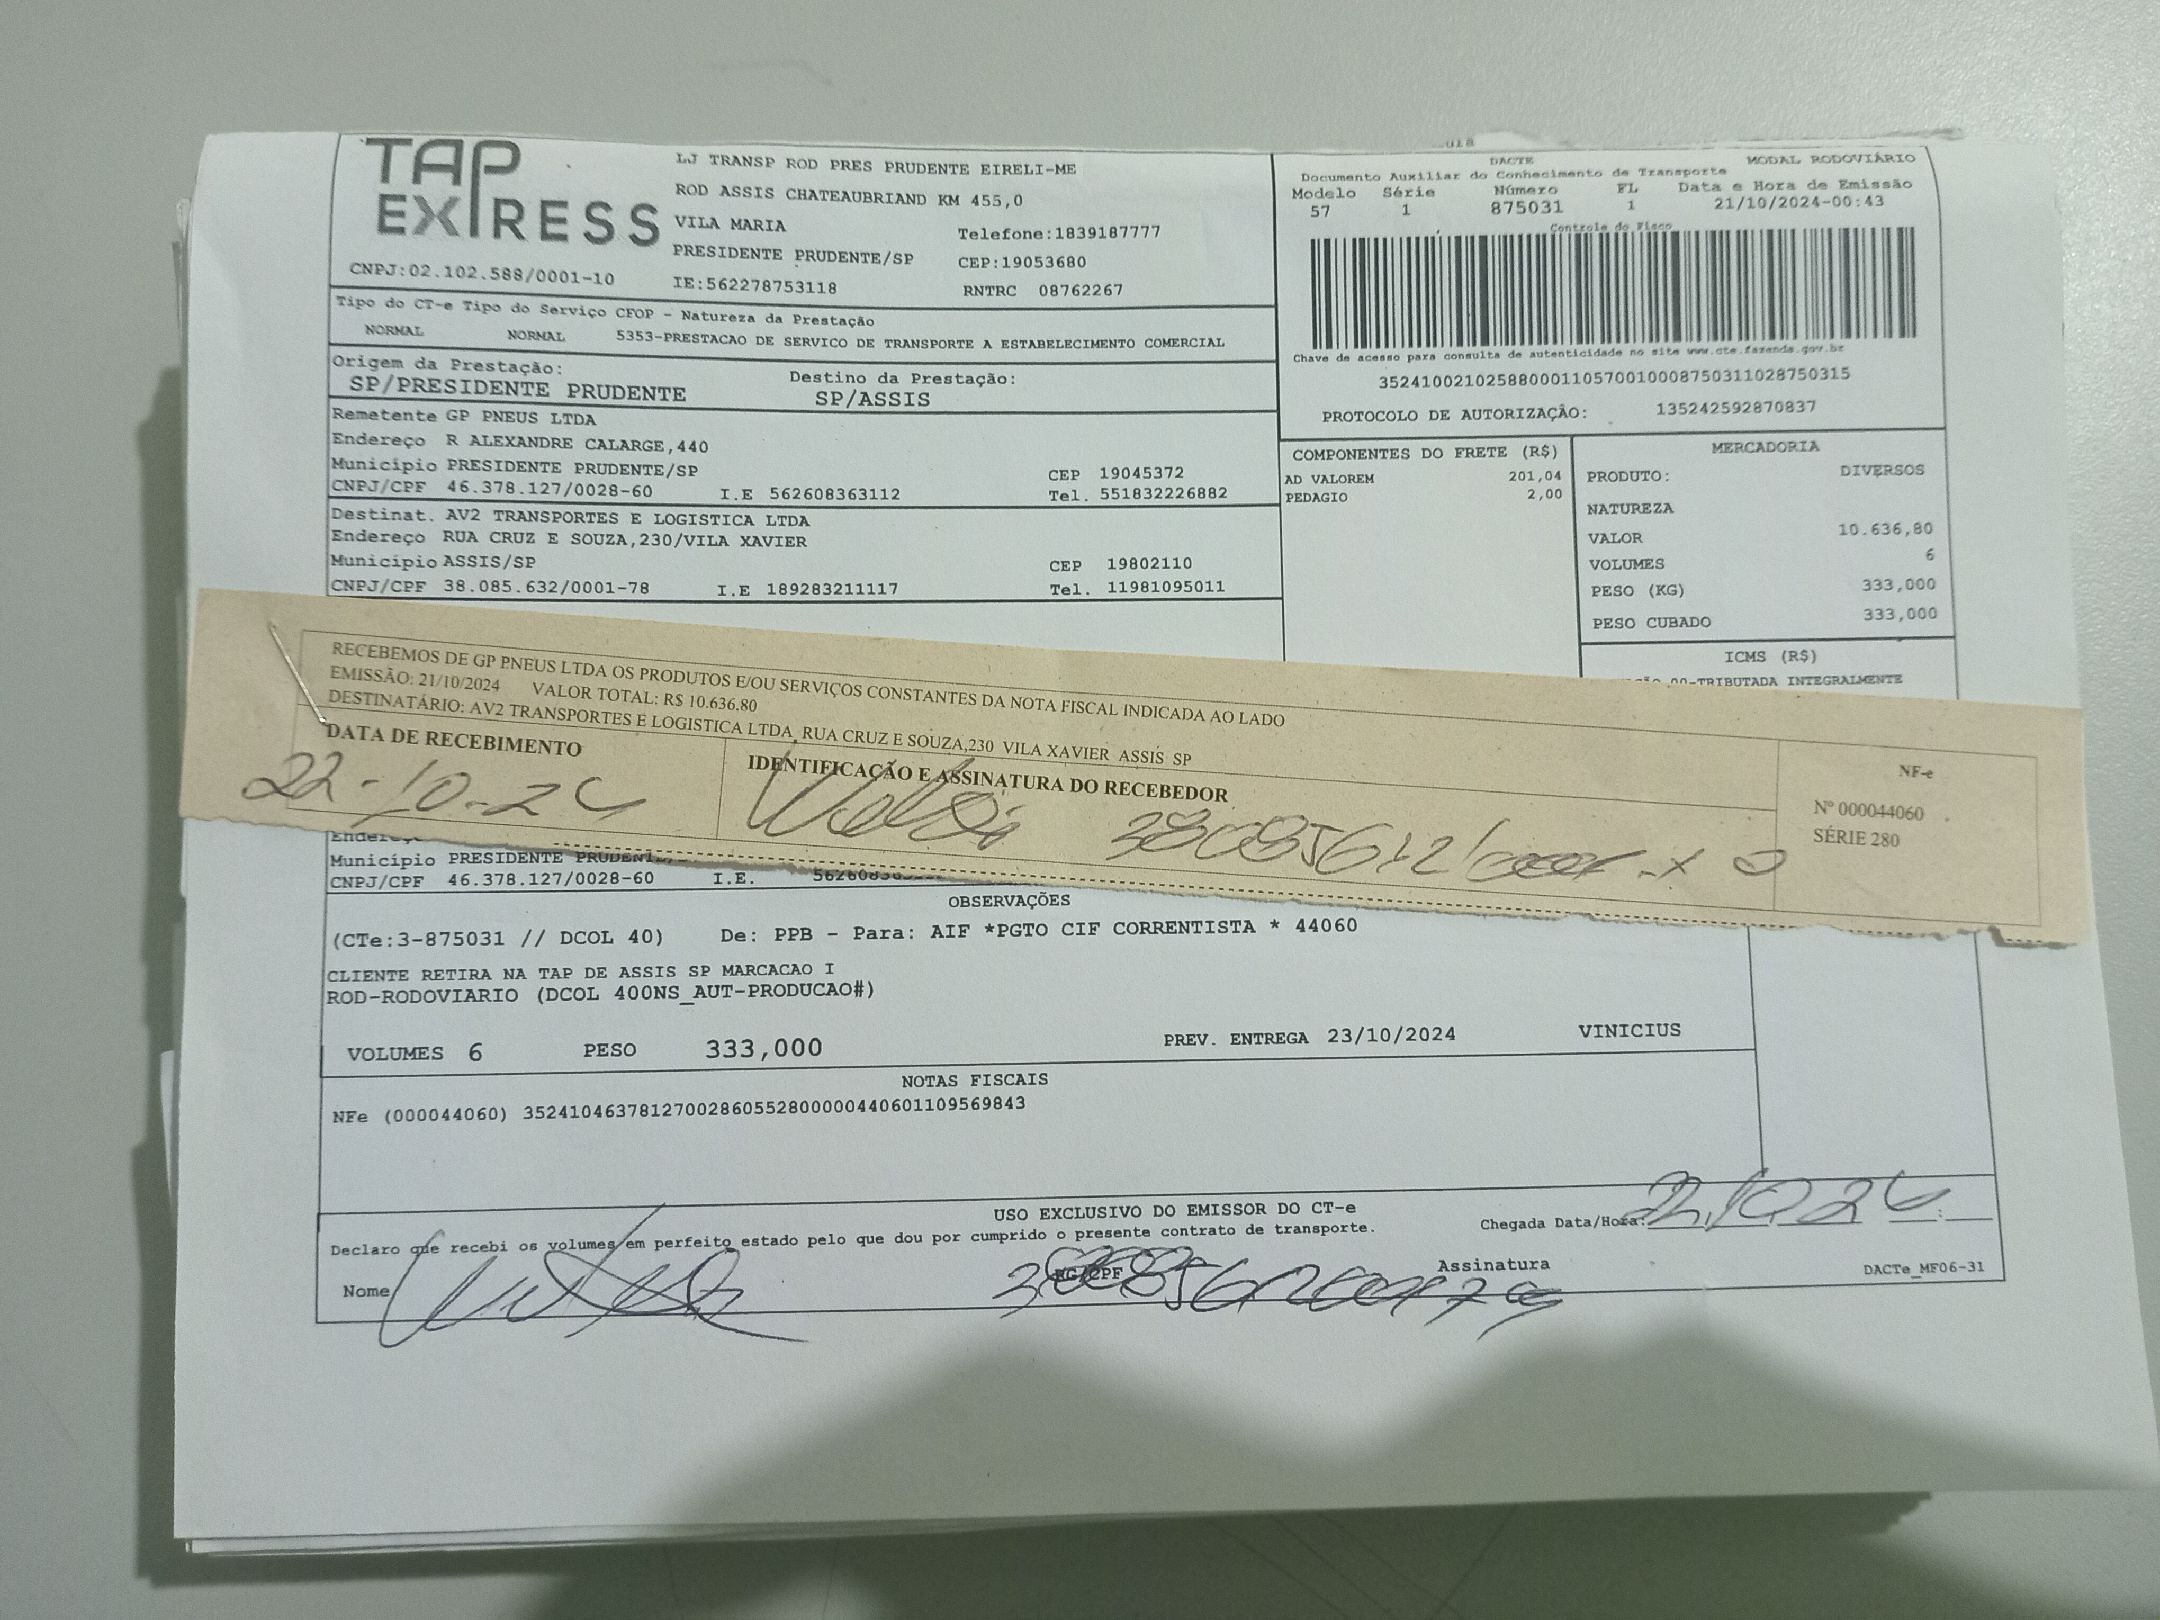 TAP
EXPRESS
CNPJ:02.102.588/0001-10
LJ TRANSP ROD PRES PRUDENTE EIRELI-ME
ROD ASSIS CHATEAUBRIAND KM 455,0
VILA MARIA
Telefone:1839187777
PRESIDENTE PRUDENTE/SP
CEP:19053680
IE:562278753118
RNTRC 08762267
DACTE
MODAL RODOVIÁRIO
Documento Auxiliar do Conhecimento de Transporte
Modelo Série Número FL Data e Hora de Emissão
57 1 875031 1 21/10/2024-00:43
Controle do Fisco
Chave de acesso para consulta de autenticidade no site www.cte.fazenda.gov.br
35241002102588000110570010008750311028750315
PROTOCOLO DE AUTORIZAÇÃO: 135242592870837
Tipo do CT-e Tipo do Serviço CFOP - Natureza da Prestação
NORMAL NORMAL 5353-PRESTACAO DE SERVICO DE TRANSPORTE A ESTABELECIMENTO COMERCIAL
Origem da Prestação: Destino da Prestação:
SP/PRESIDENTE PRUDENTE SP/ASSIS
Remetente GP PNEUS LTDA
Endereço R ALEXANDRE CALARGE,440
Município PRESIDENTE PRUDENTE/SP CEP 19045372
CNPJ/CPF 46.378.127/0028-60 I.E 562608363112 Tel. 551832226882
Destinat. AV2 TRANSPORTES E LOGISTICA LTDA
Endereço RUA CRUZ E SOUZA,230/VILA XAVIER
Município ASSIS/SP CEP 19802110
CNPJ/CPF 38.085.632/0001-78 I.E 189283211117 Tel. 11981095011
COMPONENTES DO FRETE (R$)
AD VALOREM 201,04
PEDAGIO 2,00
MERCADORIA
PRODUTO: DIVERSOS
NATUREZA
VALOR 10.636,80
VOLUMES 6
PESO (KG) 333,000
PESO CUBADO 333,000
ICMS (R$)
00-TRIBUTADA INTEGRALMENTE
RECEBEMOS DE GP PNEUS LTDA OS PRODUTOS E/OU SERVIÇOS CONSTANTES DA NOTA FISCAL INDICADA AO LADO
EMISSÃO: 21/10/2024 VALOR TOTAL: R$ 10.636.80
DESTINATÁRIO: AV2 TRANSPORTES E LOGISTICA LTDA, RUA CRUZ E SOUZA,230 VILA XAVIER ASSIS SP
DATA DE RECEBIMENTO
22-10-24
IDENTIFICAÇÃO E ASSINATURA DO RECEBEDOR
NF-e
Nº 000044060
SÉRIE 280
Município PRESIDENTE
CNPJ/CPF 46.378.127/0028-60 I.E.
OBSERVAÇÕES
(CTe:3-875031 // DCOL 40) De: PPB - Para: AIF *PGTO CIF CORRENTISTA * 44060
CLIENTE RETIRA NA TAP DE ASSIS SP MARCACAO I
ROD-RODOVIARIO (DCOL 400NS_AUT-PRODUCAO#)
VOLUMES 6 PESO 333,000 PREV. ENTREGA 23/10/2024 VINICIUS
NOTAS FISCAIS
NFe (000044060) 35241046378127002860552800000440601109569843
USO EXCLUSIVO DO EMISSOR DO CT-e
Declaro que recebi os volumes em perfeito estado pelo que dou por cumprido o presente contrato de transporte.
Chegada Data/Hora: 22/10 24
Nome RG/CPF Assinatura
DACTe_MF06-31